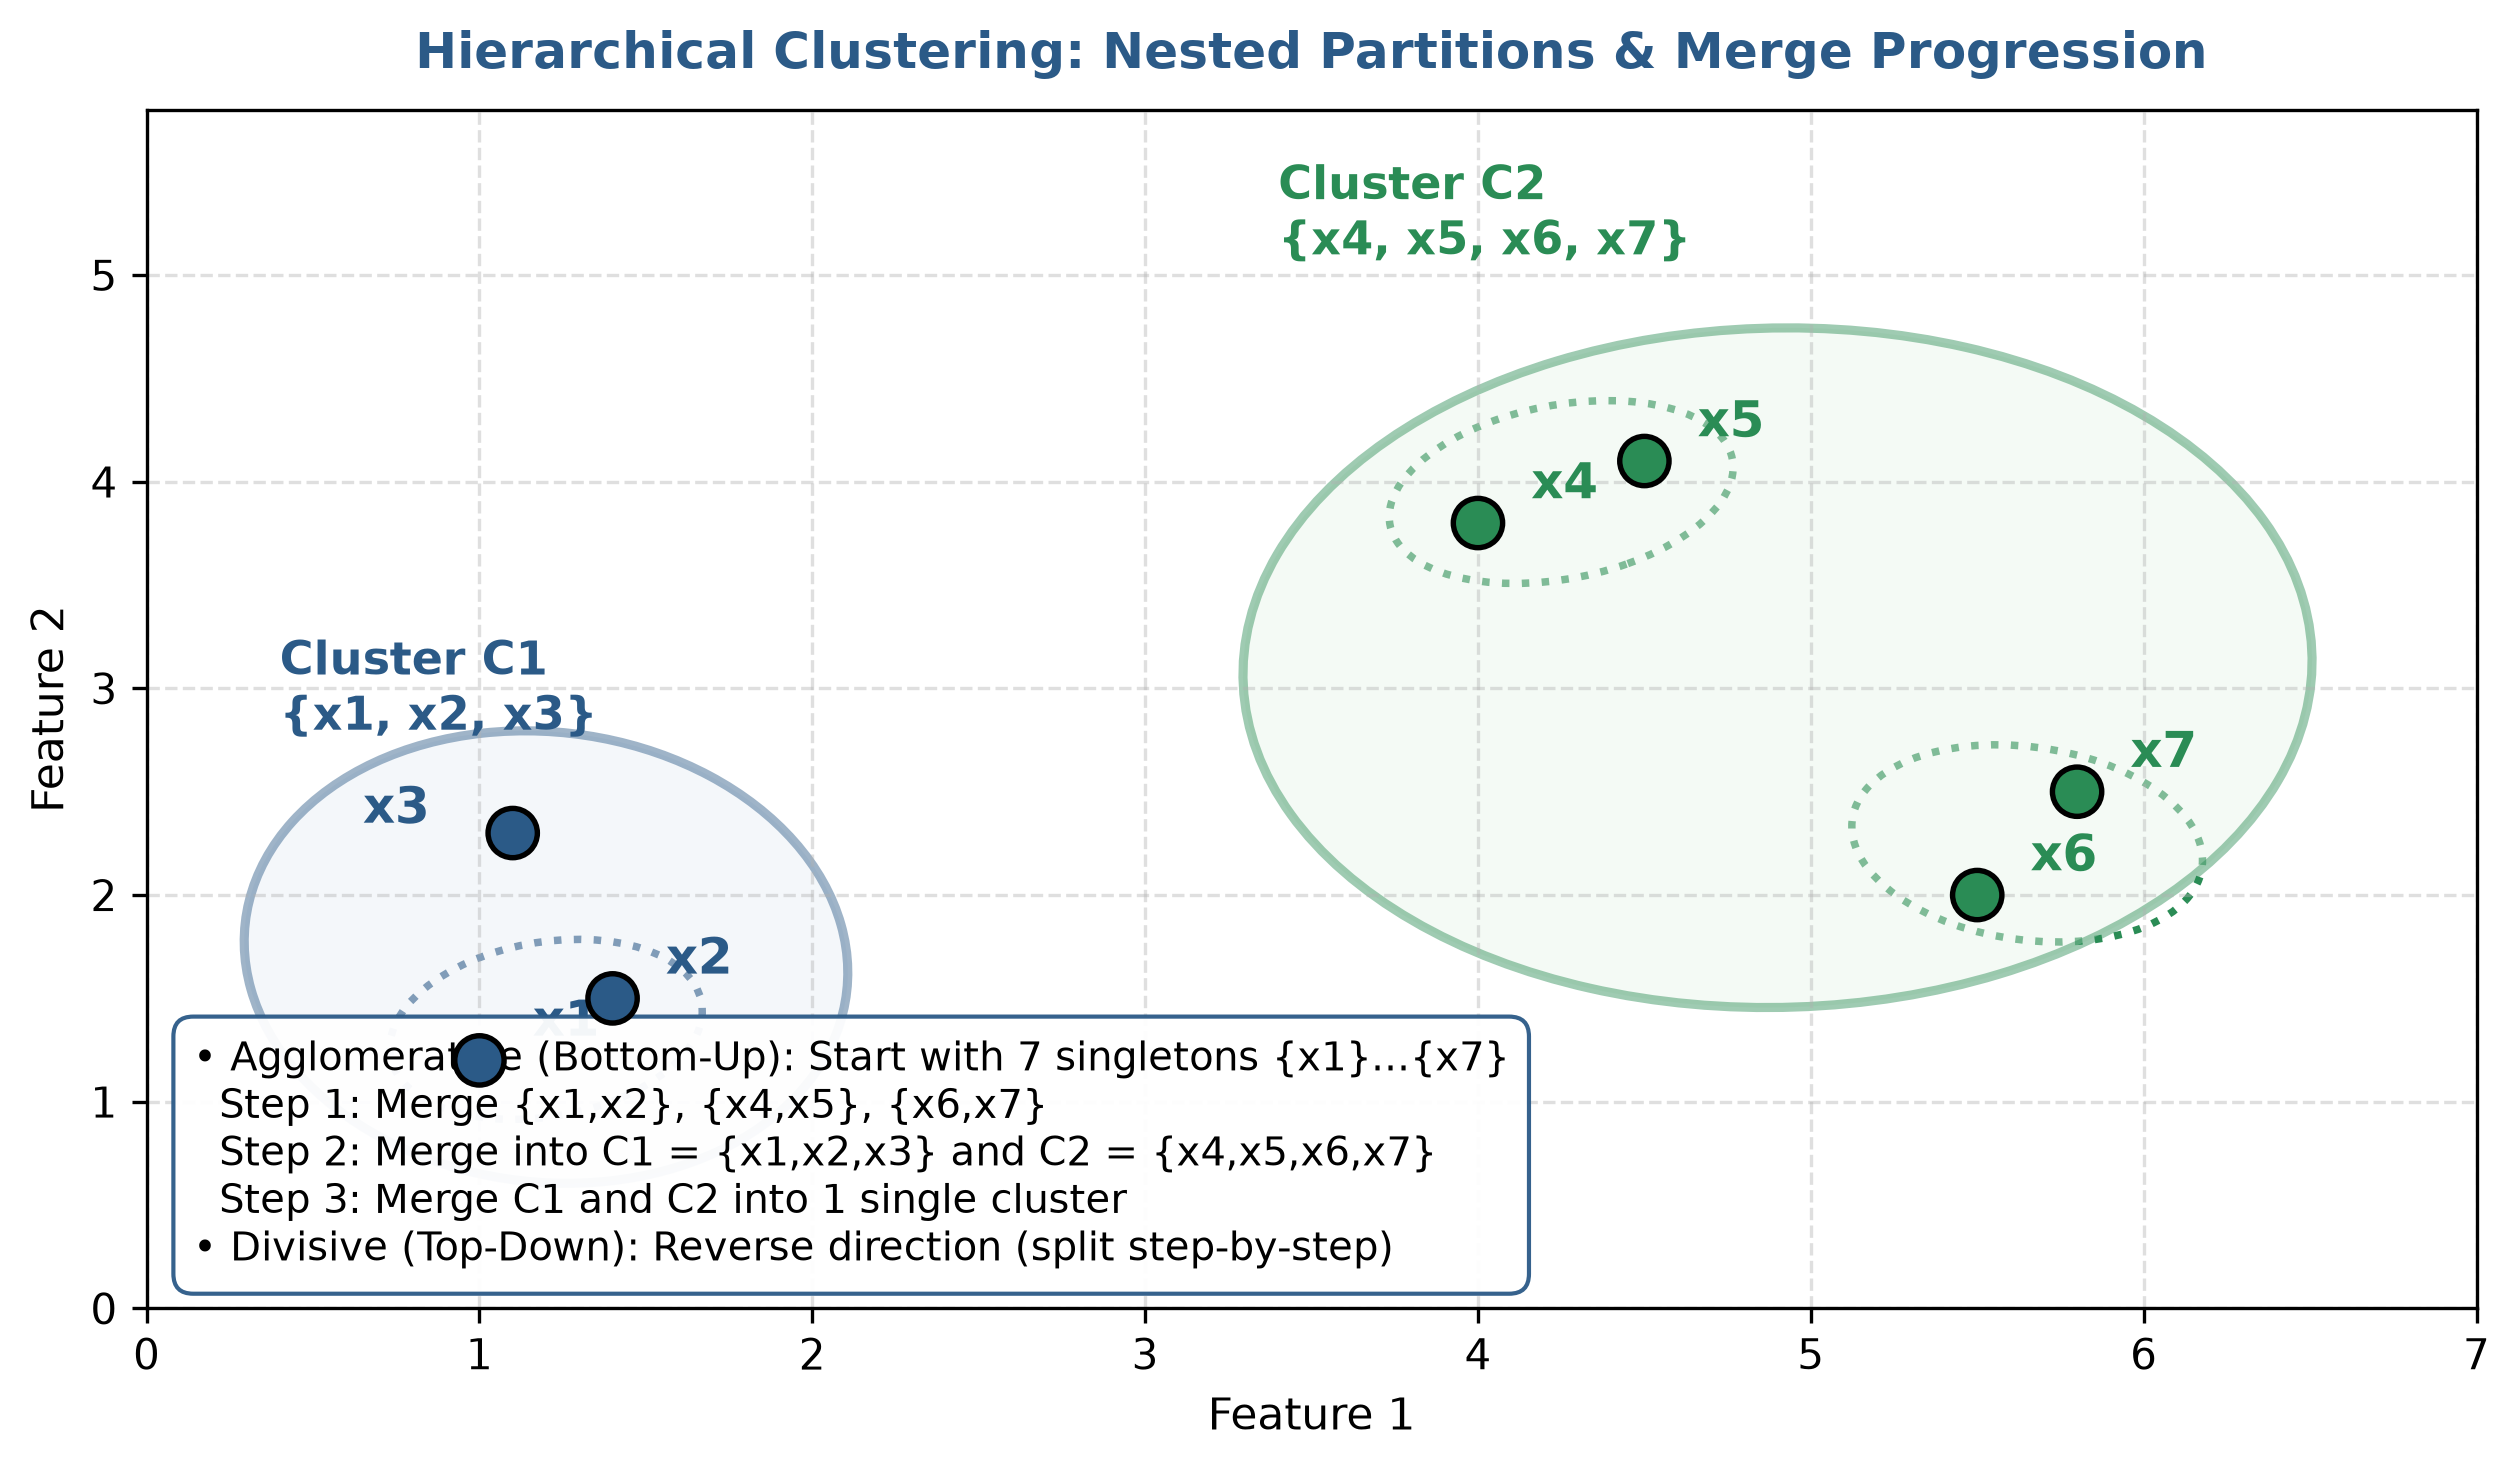 Hierarchical Clustering: Nested Partitions & Merge Progression
Cluster C2
{x4, x5, x6, x7}
x5
x4
Cluster C1
{x1, x2, x3}
x3
x7
x6
x2
x1
• Agglomerative (Bottom-Up): Start with 7 singletons {x1}...{x7}
Step 1: Merge {x1,x2}, {x4,x5}, {x6,x7}
Step 2: Merge into C1 = {x1,x2,x3} and C2 = {x4,x5,x6,x7}
Step 3: Merge C1 and C2 into 1 single cluster
• Divisive (Top-Down): Reverse direction (split step-by-step)
5
4
3
2
1
0
0 1 2 3 4 5 6 7
Feature 1
Feature 2